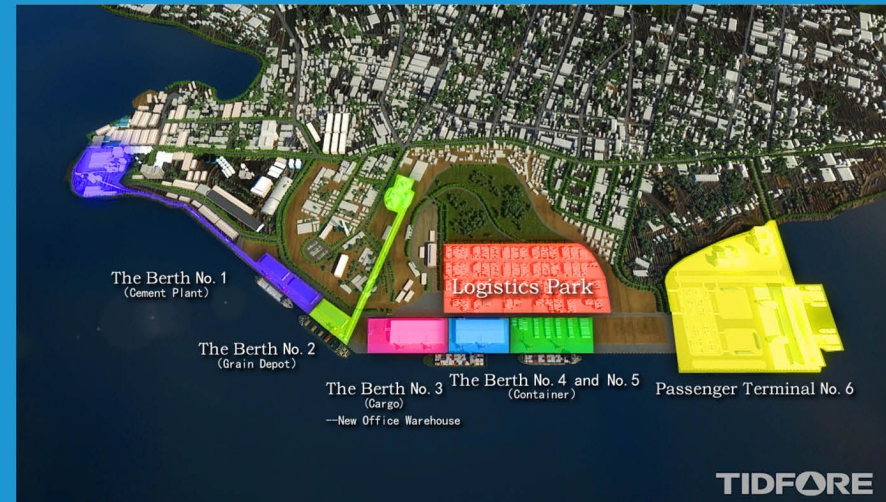 The Berth No. 1
(Cement Plant)
The Berth No. 2
(Grain Depot)
The Berth No. 3
(Cargo)
--New Office Warehouse
Logistics Park
The Berth No. 4 and No. 5
(Container)
Passenger Terminal No. 6
TIDFORE